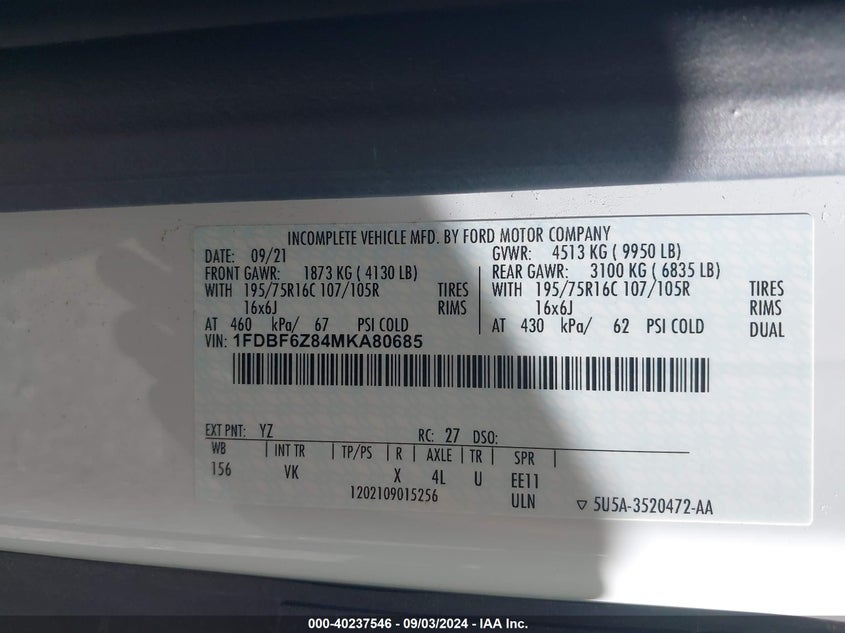 INCOMPLETE VEHICLE MFD. BY FORD MOTOR COMPANY
DATE: 09/21 GVWR: 4513 KG ( 9950 LB)
FRONT GAWR: 1873 KG ( 4130 LB) REAR GAWR: 3100 KG ( 6835 LB)
WITH 195/75R16C 107/105R TIRES WITH 195/75R16C 107/105R TIRES
16x6J RIMS 16x6J RIMS
AT 460 kPa/ 67 PSI COLD AT 430 kPa/ 62 PSI COLD DUAL
VIN: 1FDBF6Z84MKA80685
EXT PNT: YZ RC: 27 DSO:
WB INT TR TP/PS R AXLE TR SPR
156 VK X 4L U EE11
1202109015256 ULN ▽ 5U5A-3520472-AA
000-40237546 - 09/03/2024 - IAA Inc.